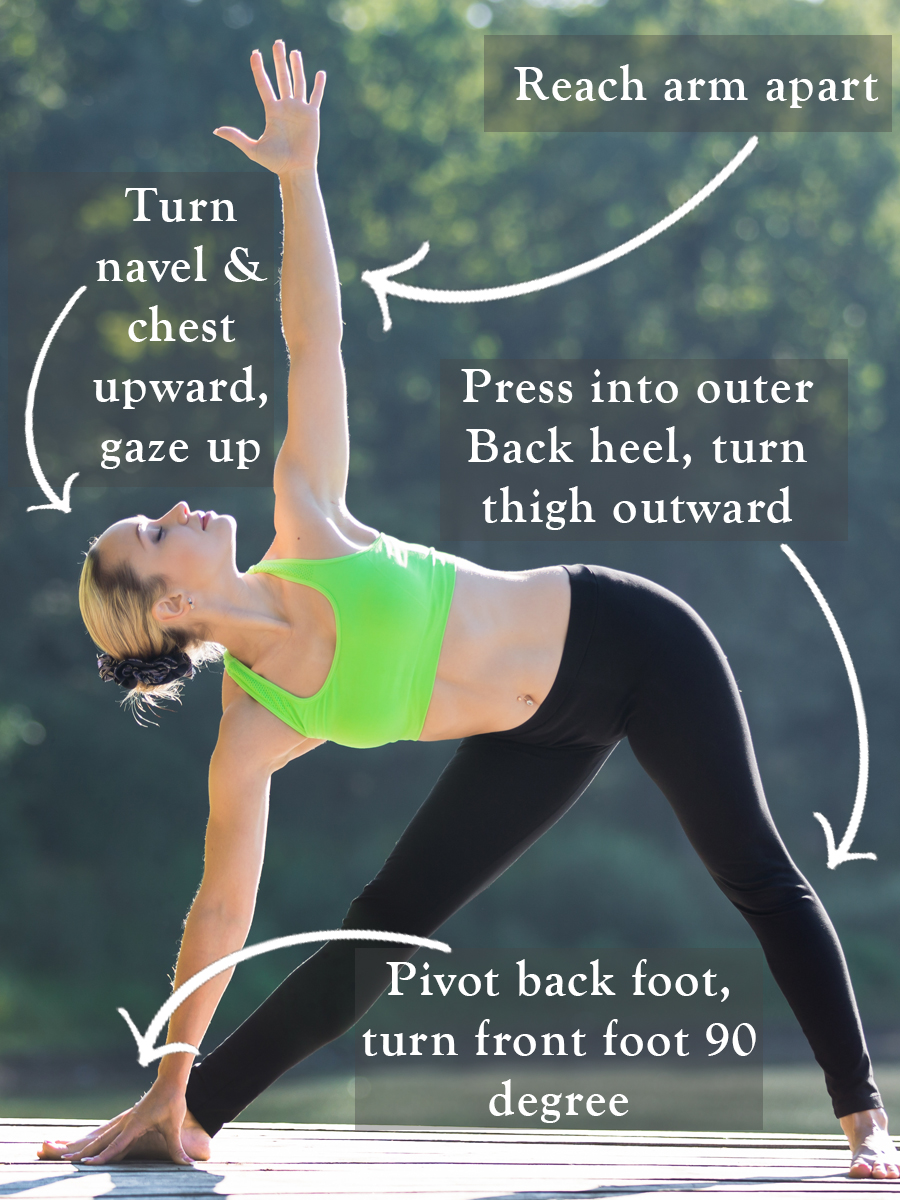 Reach arm apart
Turn
navel &
chest
upward,
gaze up
Press into outer
Back heel, turn
thigh outward
Pivot back foot,
turn front foot 90
degree